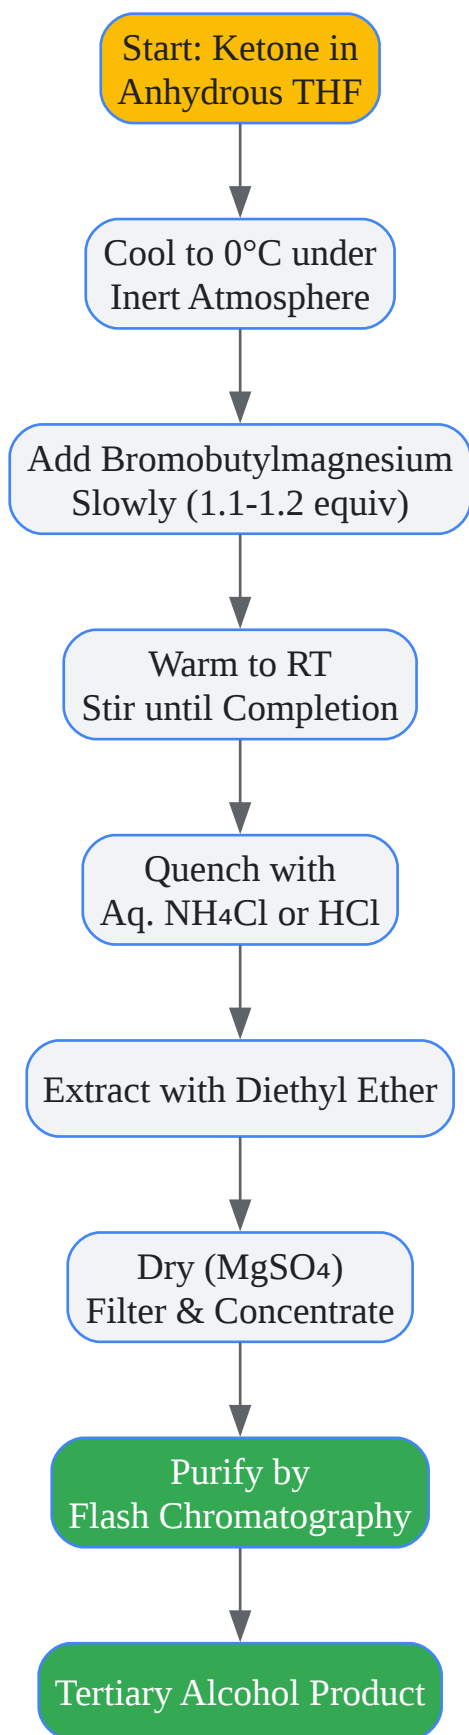 Start: Ketone in
Anhydrous THF
Cool to 0°C under
Inert Atmosphere
Add Bromobutylmagnesium
Slowly (1.1-1.2 equiv)
Warm to RT
Stir until Completion
Quench with
Aq. NH₄Cl or HCl
Extract with Diethyl Ether
Dry (MgSO₄)
Filter & Concentrate
Purify by
Flash Chromatography
Tertiary Alcohol Product